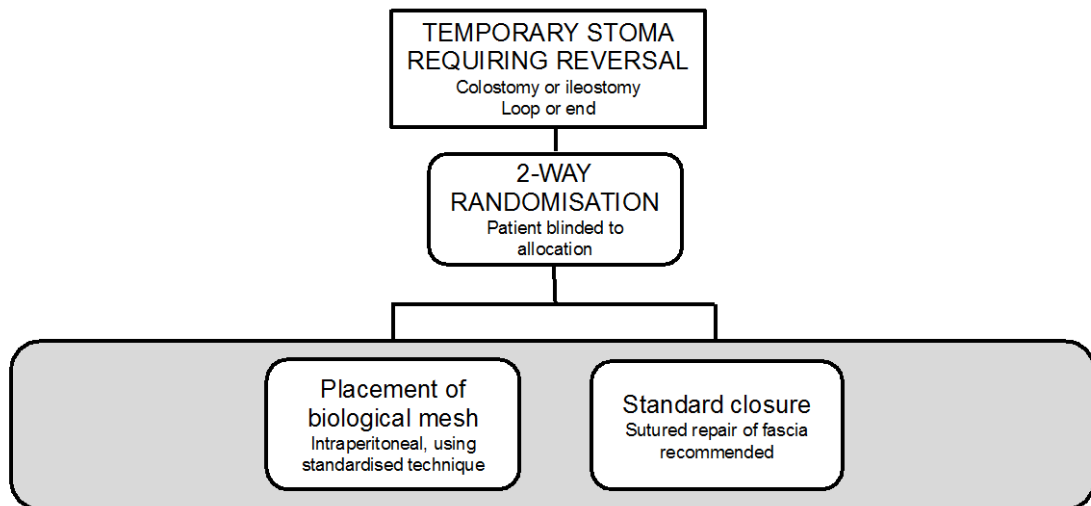 TEMPORARY STOMA
REQUIRING REVERSAL
Colostomy or ileostomy
Loop or end
2-WAY
RANDOMISATION
Patient blinded to
allocation
Placement of
biological mesh
Intraperitoneal, using
standardised technique
Standard closure
Sutured repair of fascia
recommended